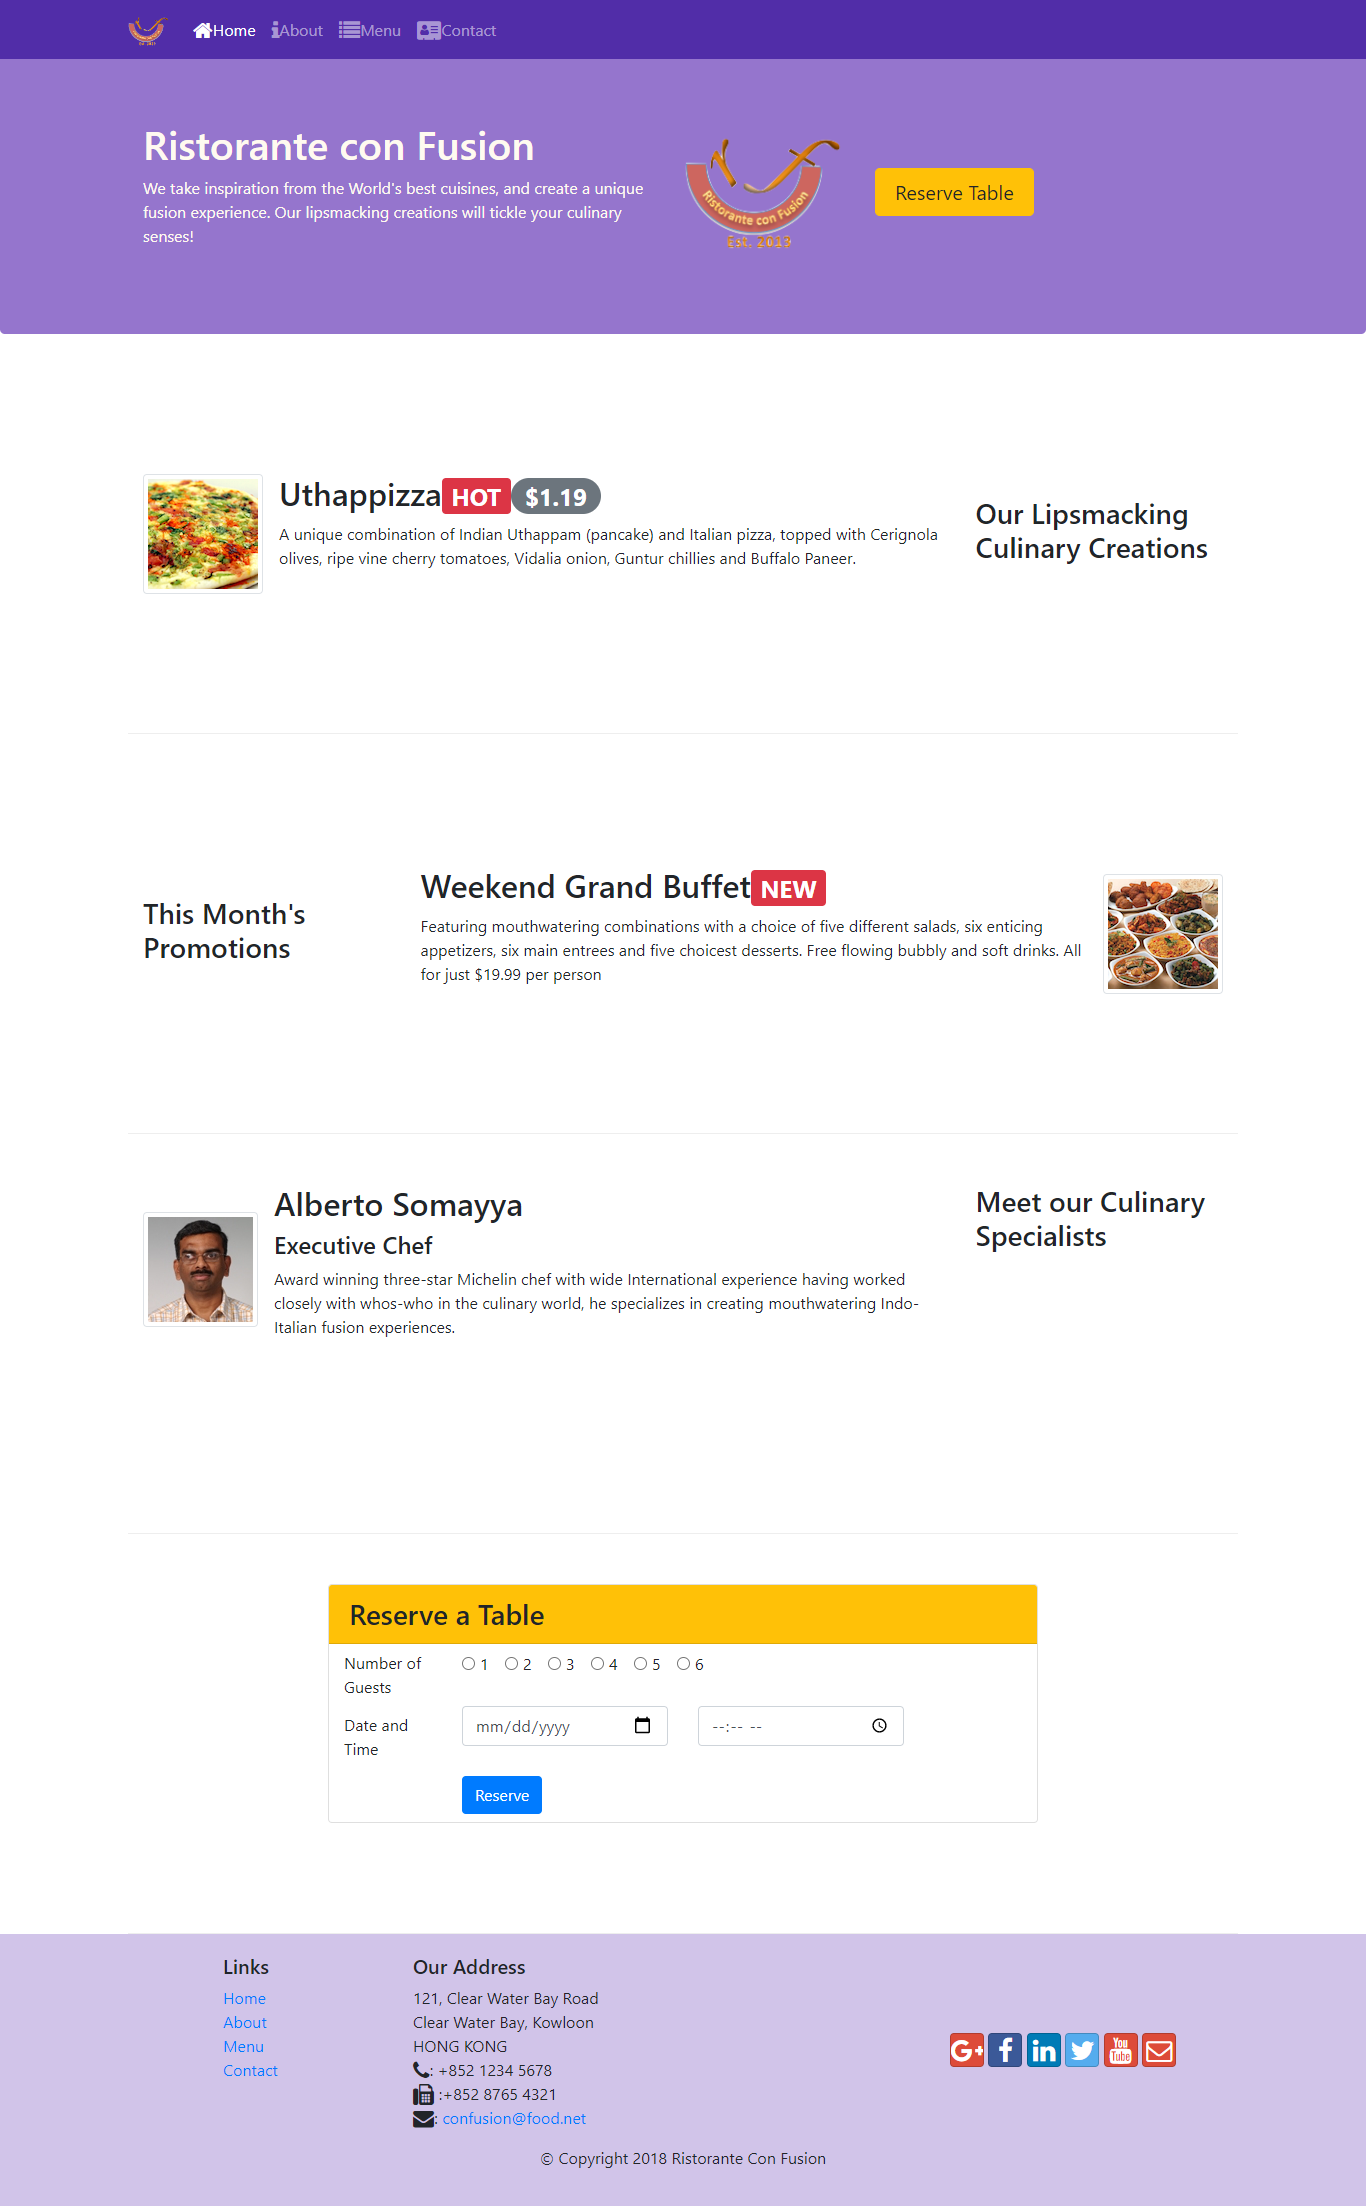 Home About Menu Contact
Ristorante con Fusion
We take inspiration from the World's best cuisines, and create a unique
fusion experience. Our lipsmacking creations will tickle your culinary
senses!
Ristorante con Fusion
Est. 2019
Reserve Table
Uthappizza HOT $1.19
A unique combination of Indian Uthappam (pancake) and Italian pizza, topped with Cerignola
olives, ripe vine cherry tomatoes, Vidalia onion, Guntur chillies and Buffalo Paneer.
Our Lipsmacking
Culinary Creations
This Month's
Promotions
Weekend Grand Buffet NEW
Featuring mouthwatering combinations with a choice of five different salads, six enticing
appetizers, six main entrees and five choicest desserts. Free flowing bubbly and soft drinks. All
for just $19.99 per person
Alberto Somayya
Executive Chef
Award winning three-star Michelin chef with wide International experience having worked
closely with whos-who in the culinary world, he specializes in creating mouthwatering Indo-
Italian fusion experiences.
Meet our Culinary
Specialists
Reserve a Table
Number of
Guests
1 2 3 4 5 6
Date and
Time
mm/dd/yyyy --:-- --
Reserve
Links
Home
About
Menu
Contact
Our Address
121, Clear Water Bay Road
Clear Water Bay, Kowloon
HONG KONG
: +852 1234 5678
:+852 8765 4321
: confusion@food.net
G+ f in You Tube
© Copyright 2018 Ristorante Con Fusion